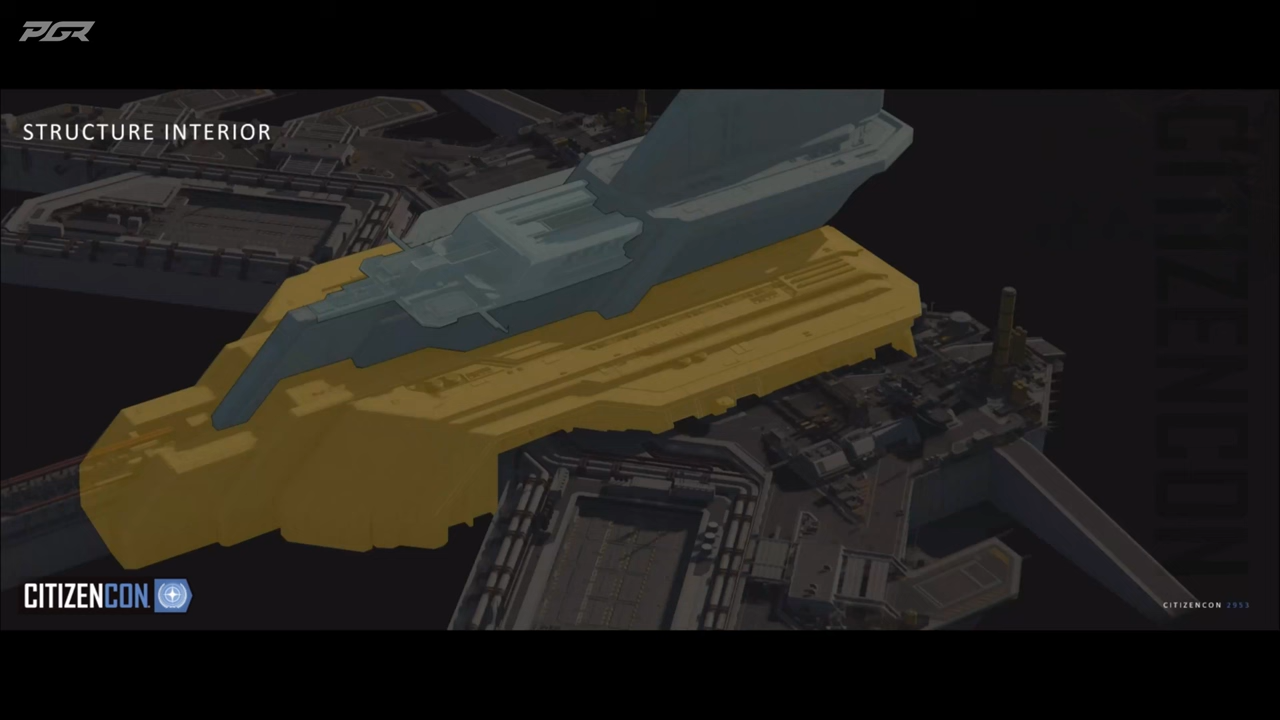 PGR
STRUCTURE INTERIOR
CITIZENCON
CITIZENCON
CITIZENCON 2953